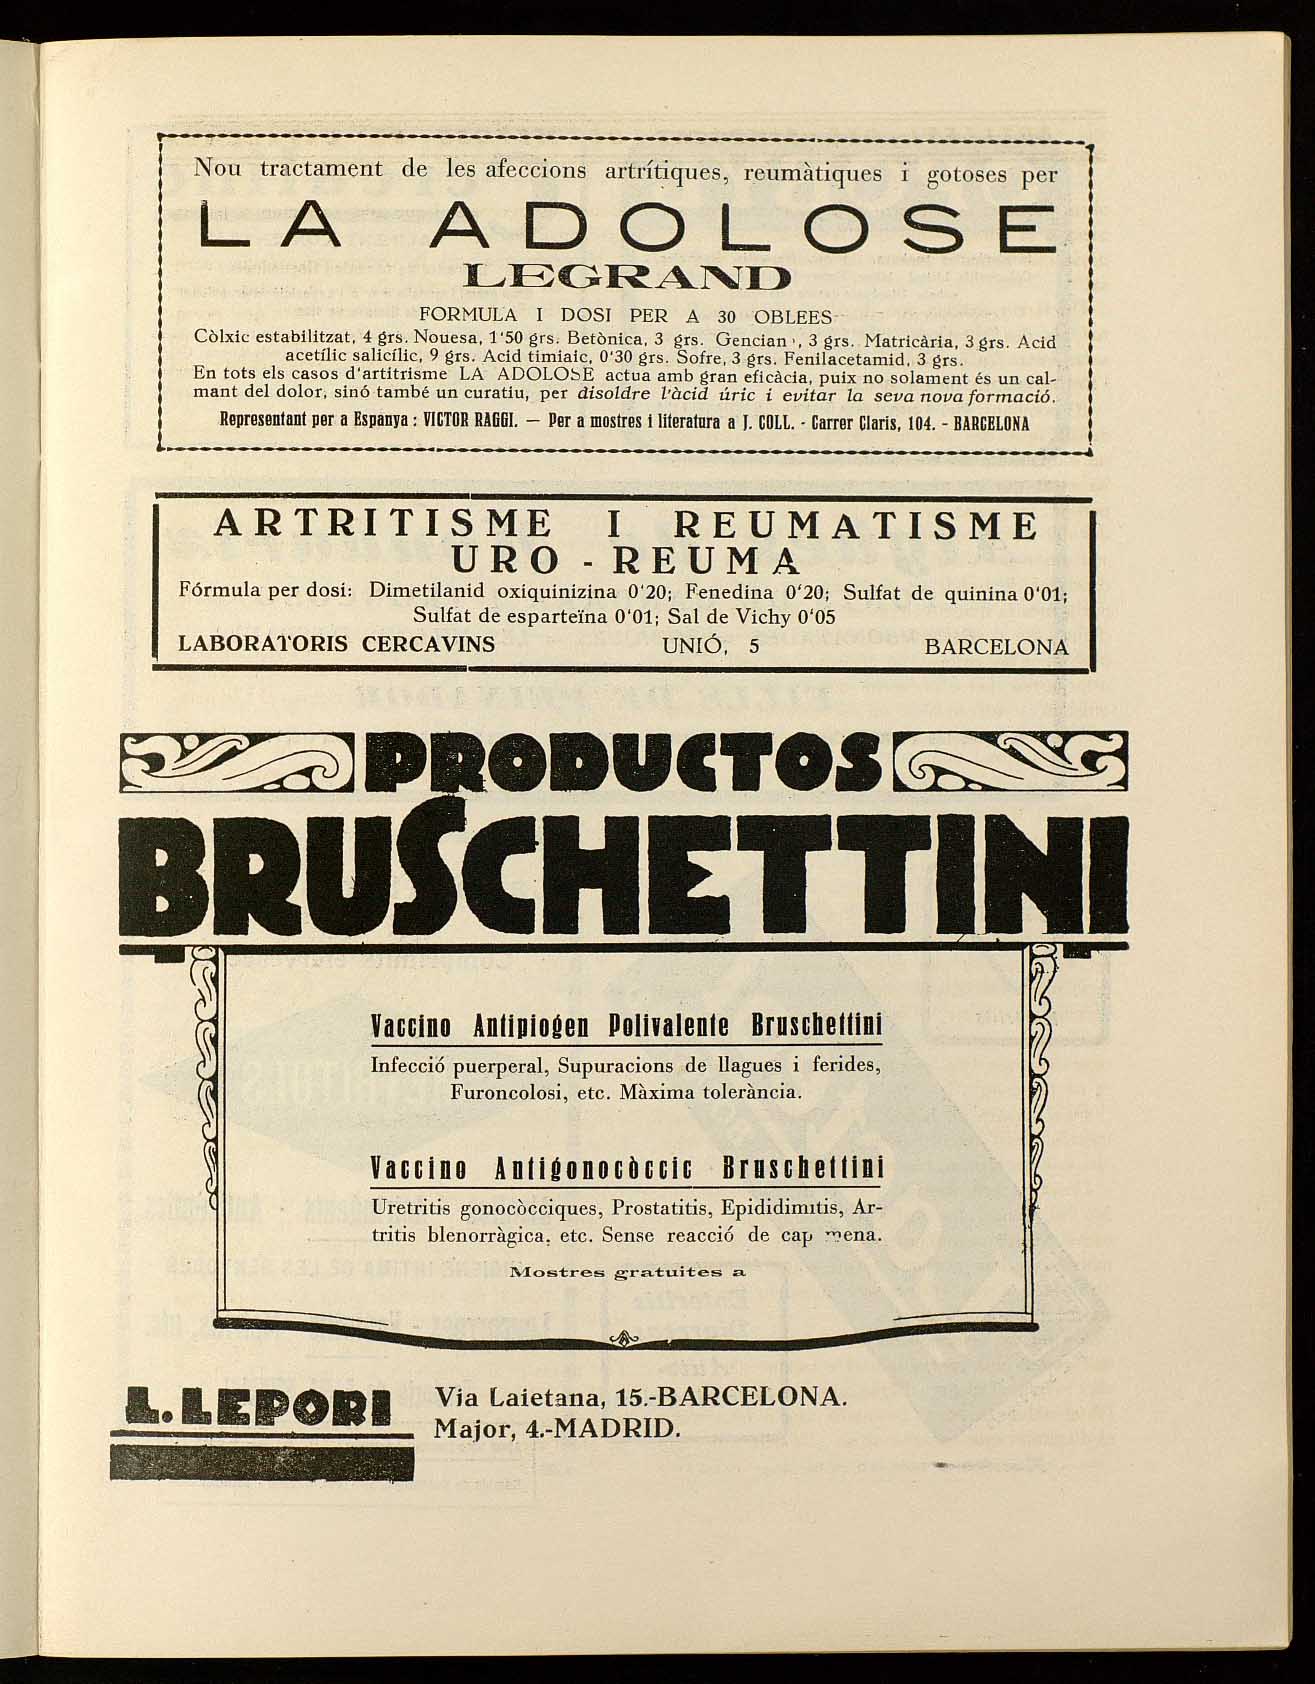 Nou tractament de les afeccions artrítiques, reumàtiques i gotoses per
LA ADOLOSE
LEGRAND
FORMULA I DOSI PER A 30 OBLEES
Còlxic estabilitzat, 4 grs. Nouesa, 1'50 grs. Betònica, 3 grs. Gencian, 3 grs. Matricària, 3 grs. Acid
acetílic salicílic, 9 grs. Acid timiaic, 0'30 grs. Sofre, 3 grs. Fenilacetamid, 3 grs.
En tots els casos d'artitrisme LA ADOLOSE actua amb gran eficàcia, puix no solament és un cal-
mant del dolor, sinó també un curatiu, per disoldre l'àcid úric i evitar la seva nova formació.
Representant per a Espanya : VICTOR RAGGI. — Per a mostres i literatura a J. COLL. - Carrer Claris, 104. - BARCELONA
ARTRITISME I REUMATISME
URO - REUMA
Fórmula per dosi: Dimetilanid oxiquinizina 0'20; Fenedina 0'20; Sulfat de quinina 0'01;
Sulfat de esparteïna 0'01; Sal de Vichy 0'05
LABORATORIS CERCAVINS UNIÓ, 5 BARCELONA
PRODUCTOS
BRUSCHETTINI
Vaccino Antipiogen Polivalente Bruschettini
Infecció puerperal, Supuracions de llagues i ferides,
Furoncolosi, etc. Màxima tolerància.
Vaccino Antigonocòccic Bruschettini
Uretritis gonocòcciques, Prostatitis, Epididimitis, Ar-
tritis blenorràgica, etc. Sense reacció de cap mena.
Mostres gratuites a
L. LEPORI
Via Laietana, 15.-BARCELONA.
Major, 4.-MADRID.